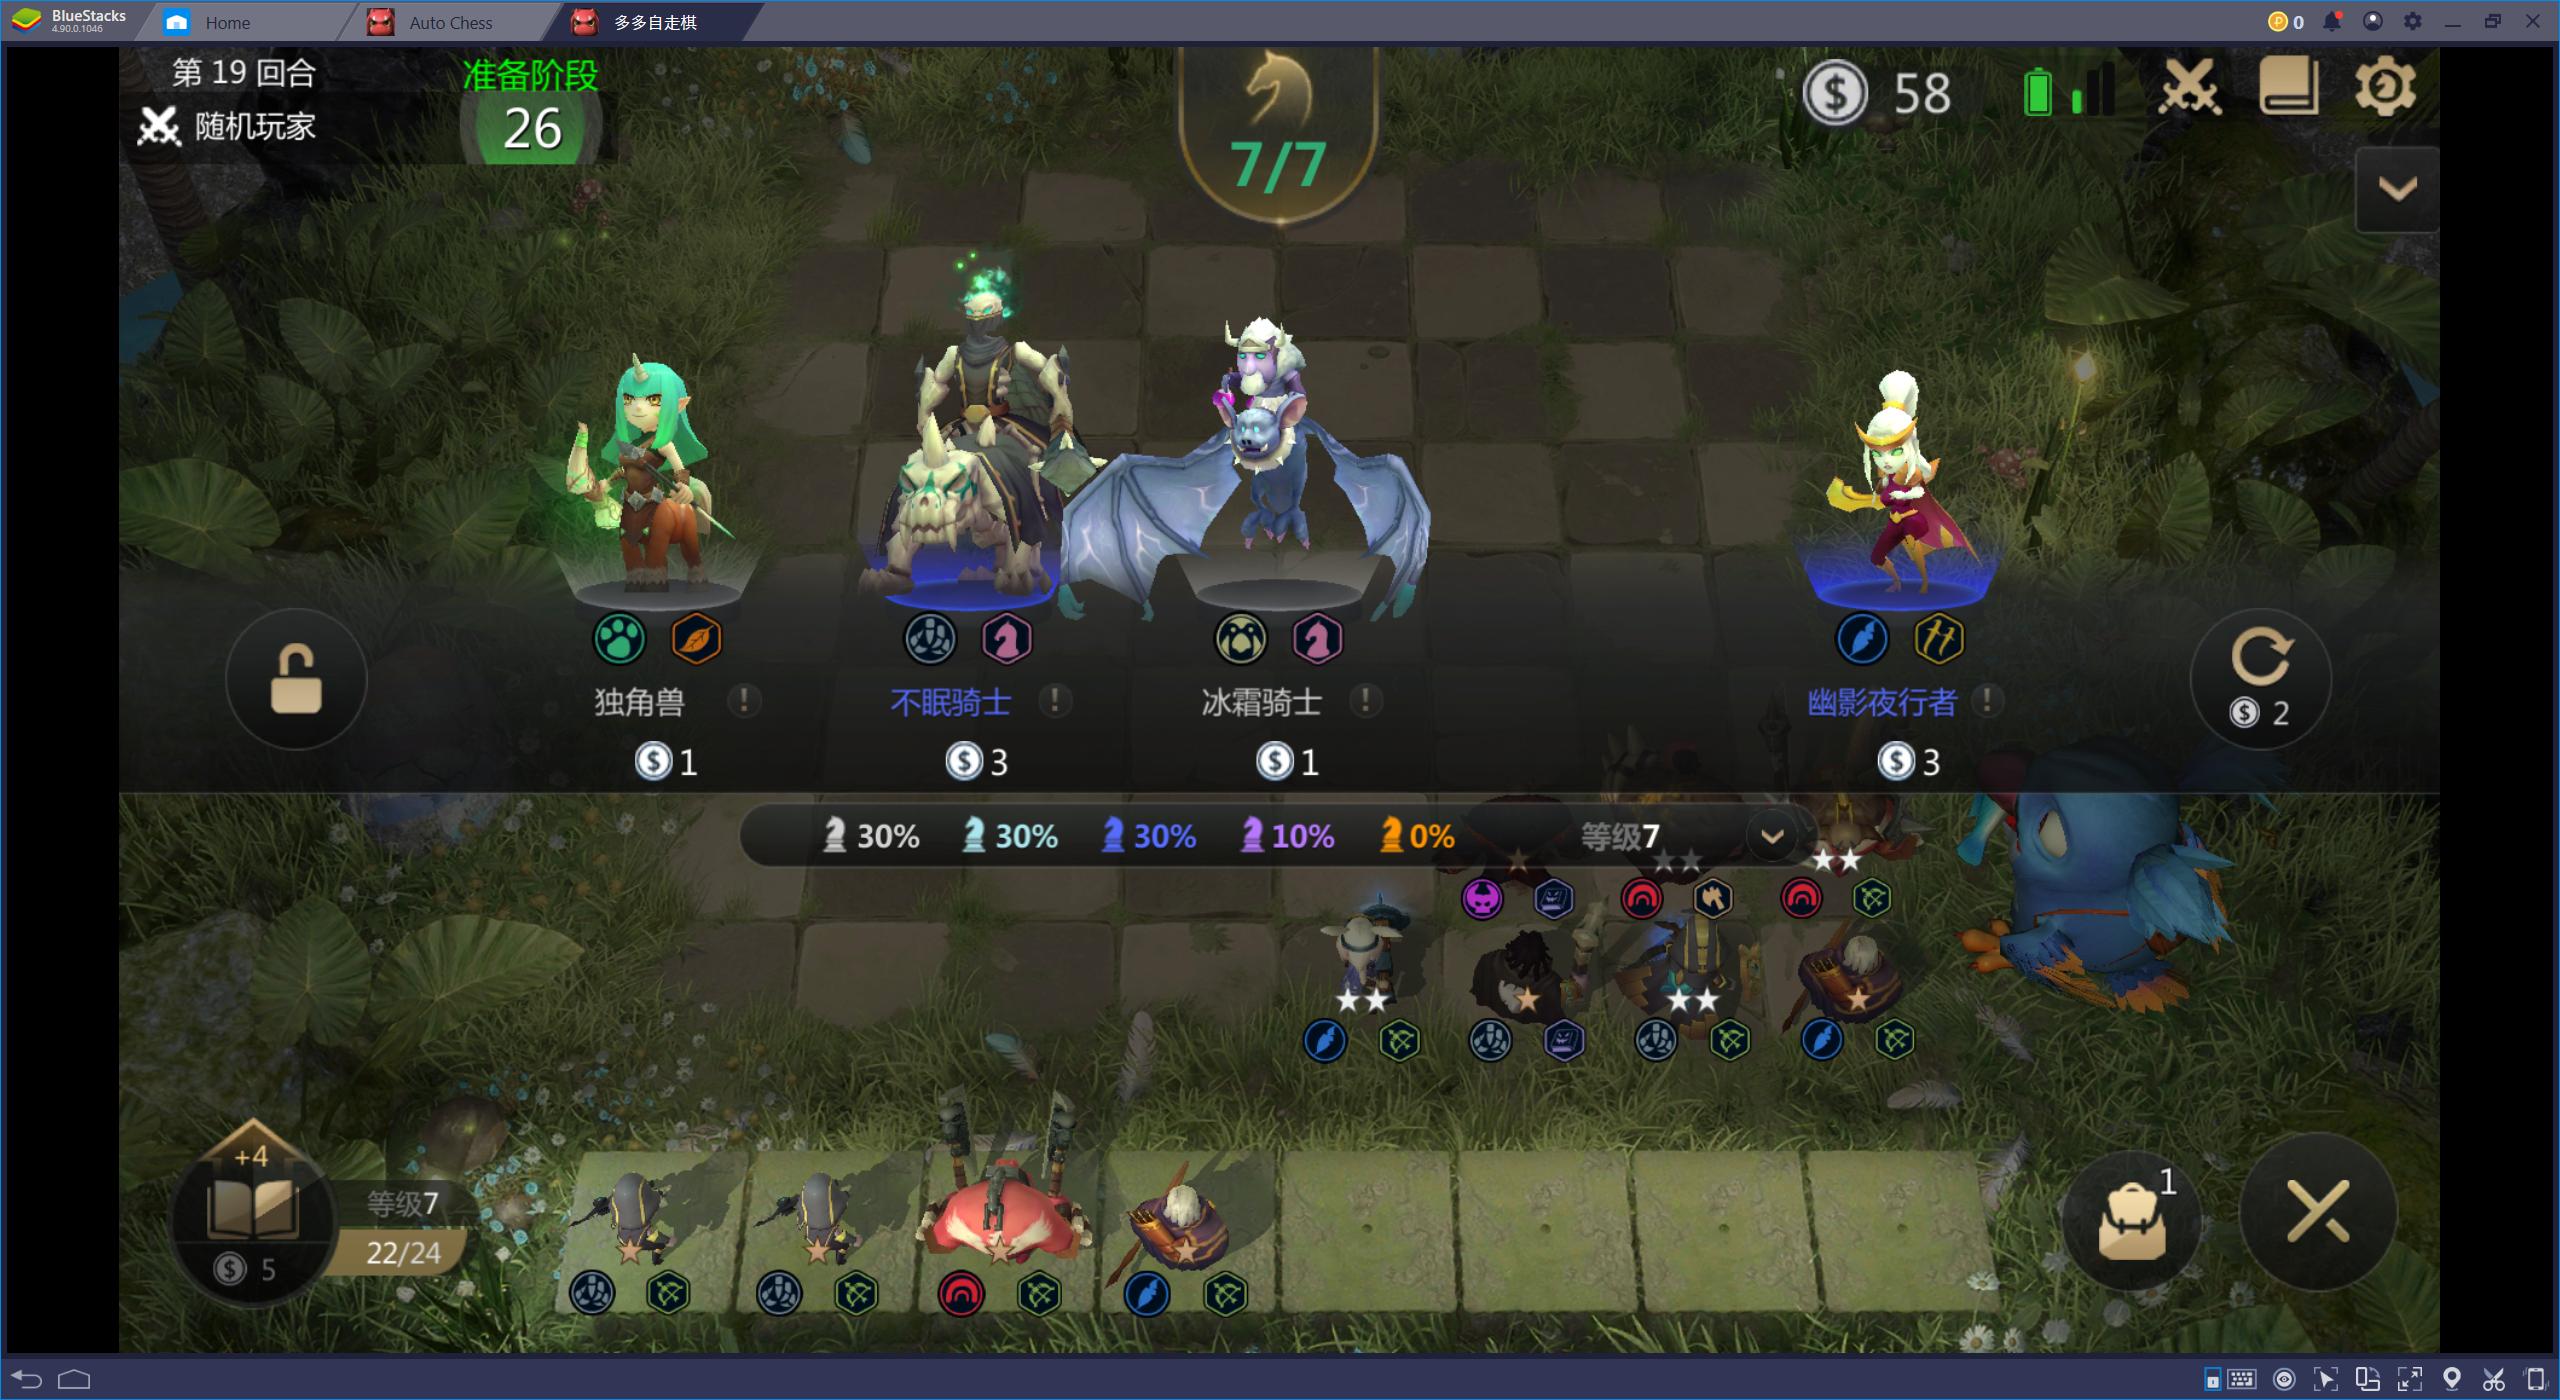 BlueStacks
4.90.0.1046
Home
Auto Chess
多多自走棋
0
第 19 回合
准备阶段
26
随机玩家
7/7
58
独角兽
1
不眠骑士
3
冰霜骑士
1
幽影夜行者
3
2
30%
30%
30%
10%
0%
等级7
+4
等级7
22/24
5
1